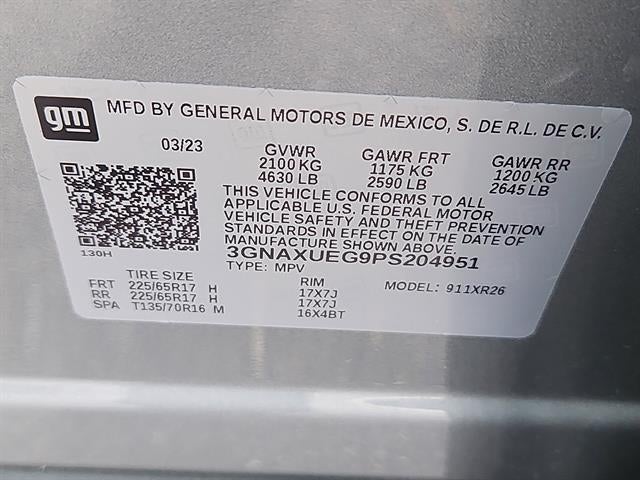 gm MFD BY GENERAL MOTORS DE MEXICO, S. DE R.L. DE C.V.
03/23 GVWR GAWR FRT GAWR RR
2100 KG 1175 KG 1200 KG
4630 LB 2590 LB 2645 LB
THIS VEHICLE CONFORMS TO ALL
APPLICABLE U.S. FEDERAL MOTOR
VEHICLE SAFETY AND THEFT PREVENTION
STANDARDS IN EFFECT ON THE DATE OF
MANUFACTURE SHOWN ABOVE.
130H 3GNAXUEG9PS204951
TYPE: MPV
TIRE SIZE RIM MODEL: 911XR26
FRT 225/65R17 H 17X7J
RR 225/65R17 H 17X7J
SPA T135/70R16 M 16X4BT